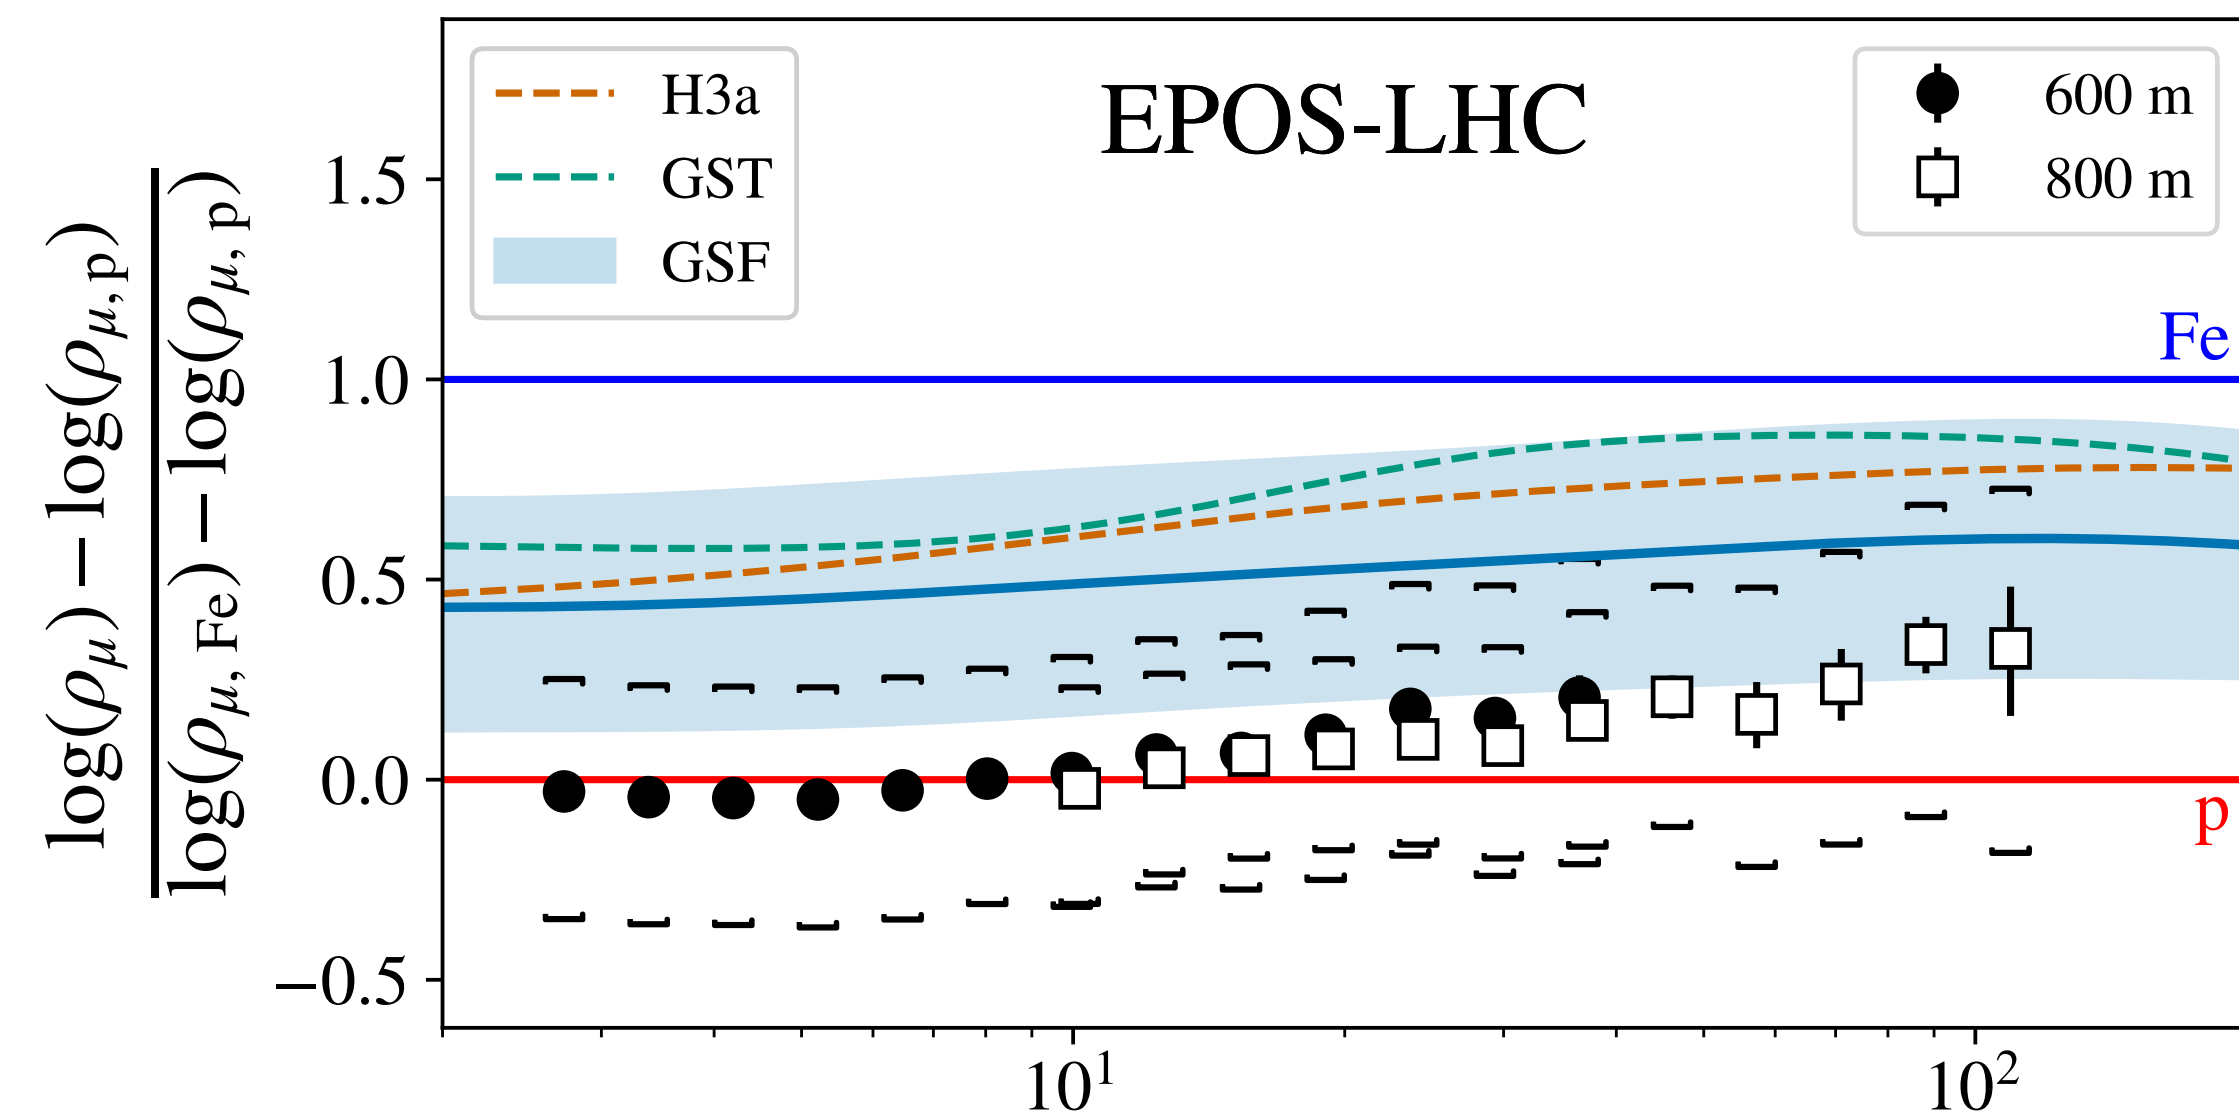 EPOS-LHC
H3a
GST
GSF
600 m
800 m
log(ρμ) − log(ρμ, p)
log(ρμ, Fe) − log(ρμ, p)
1.5
1.0
0.5
0.0
−0.5
Fe
p
10¹
10²